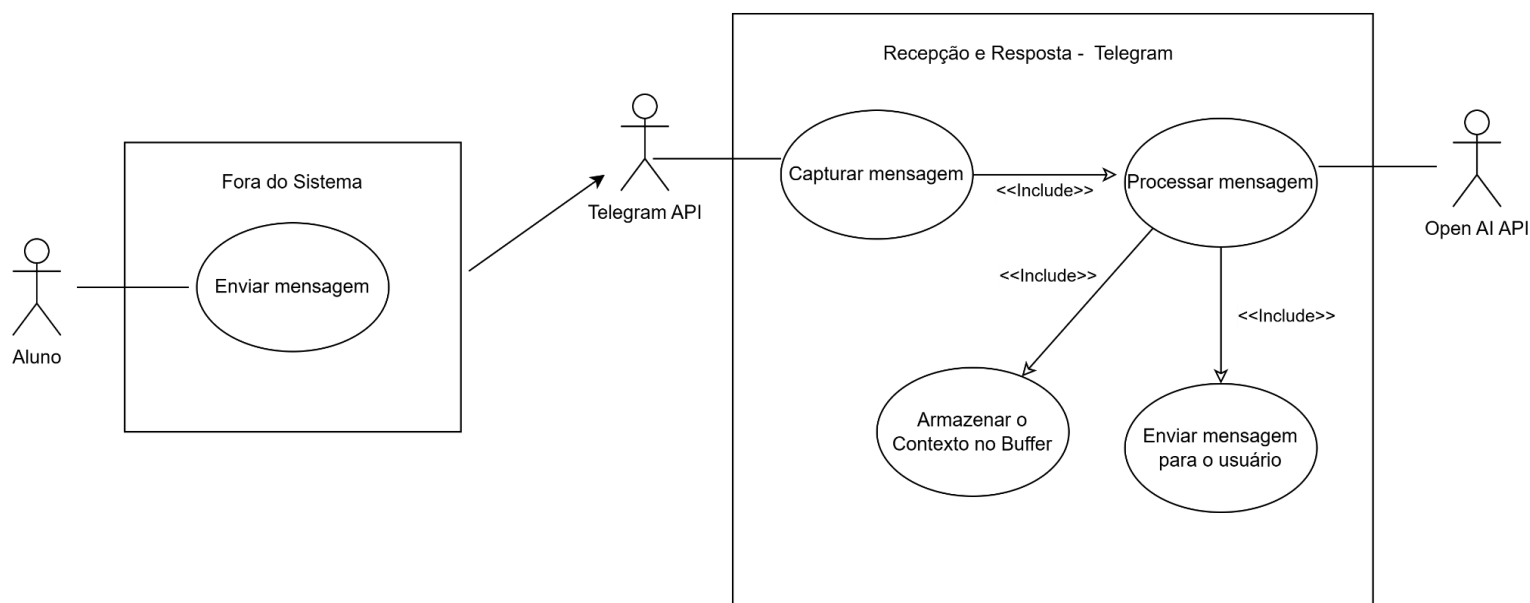 Recepção e Resposta -  Telegram
Fora do Sistema
Capturar mensagem
Processar mensagem
<<Include>>
Telegram API
Open AI API
Enviar mensagem
<<Include>>
<<Include>>
Aluno
Armazenar o
Contexto no Buffer
Enviar mensagem
para o usuário